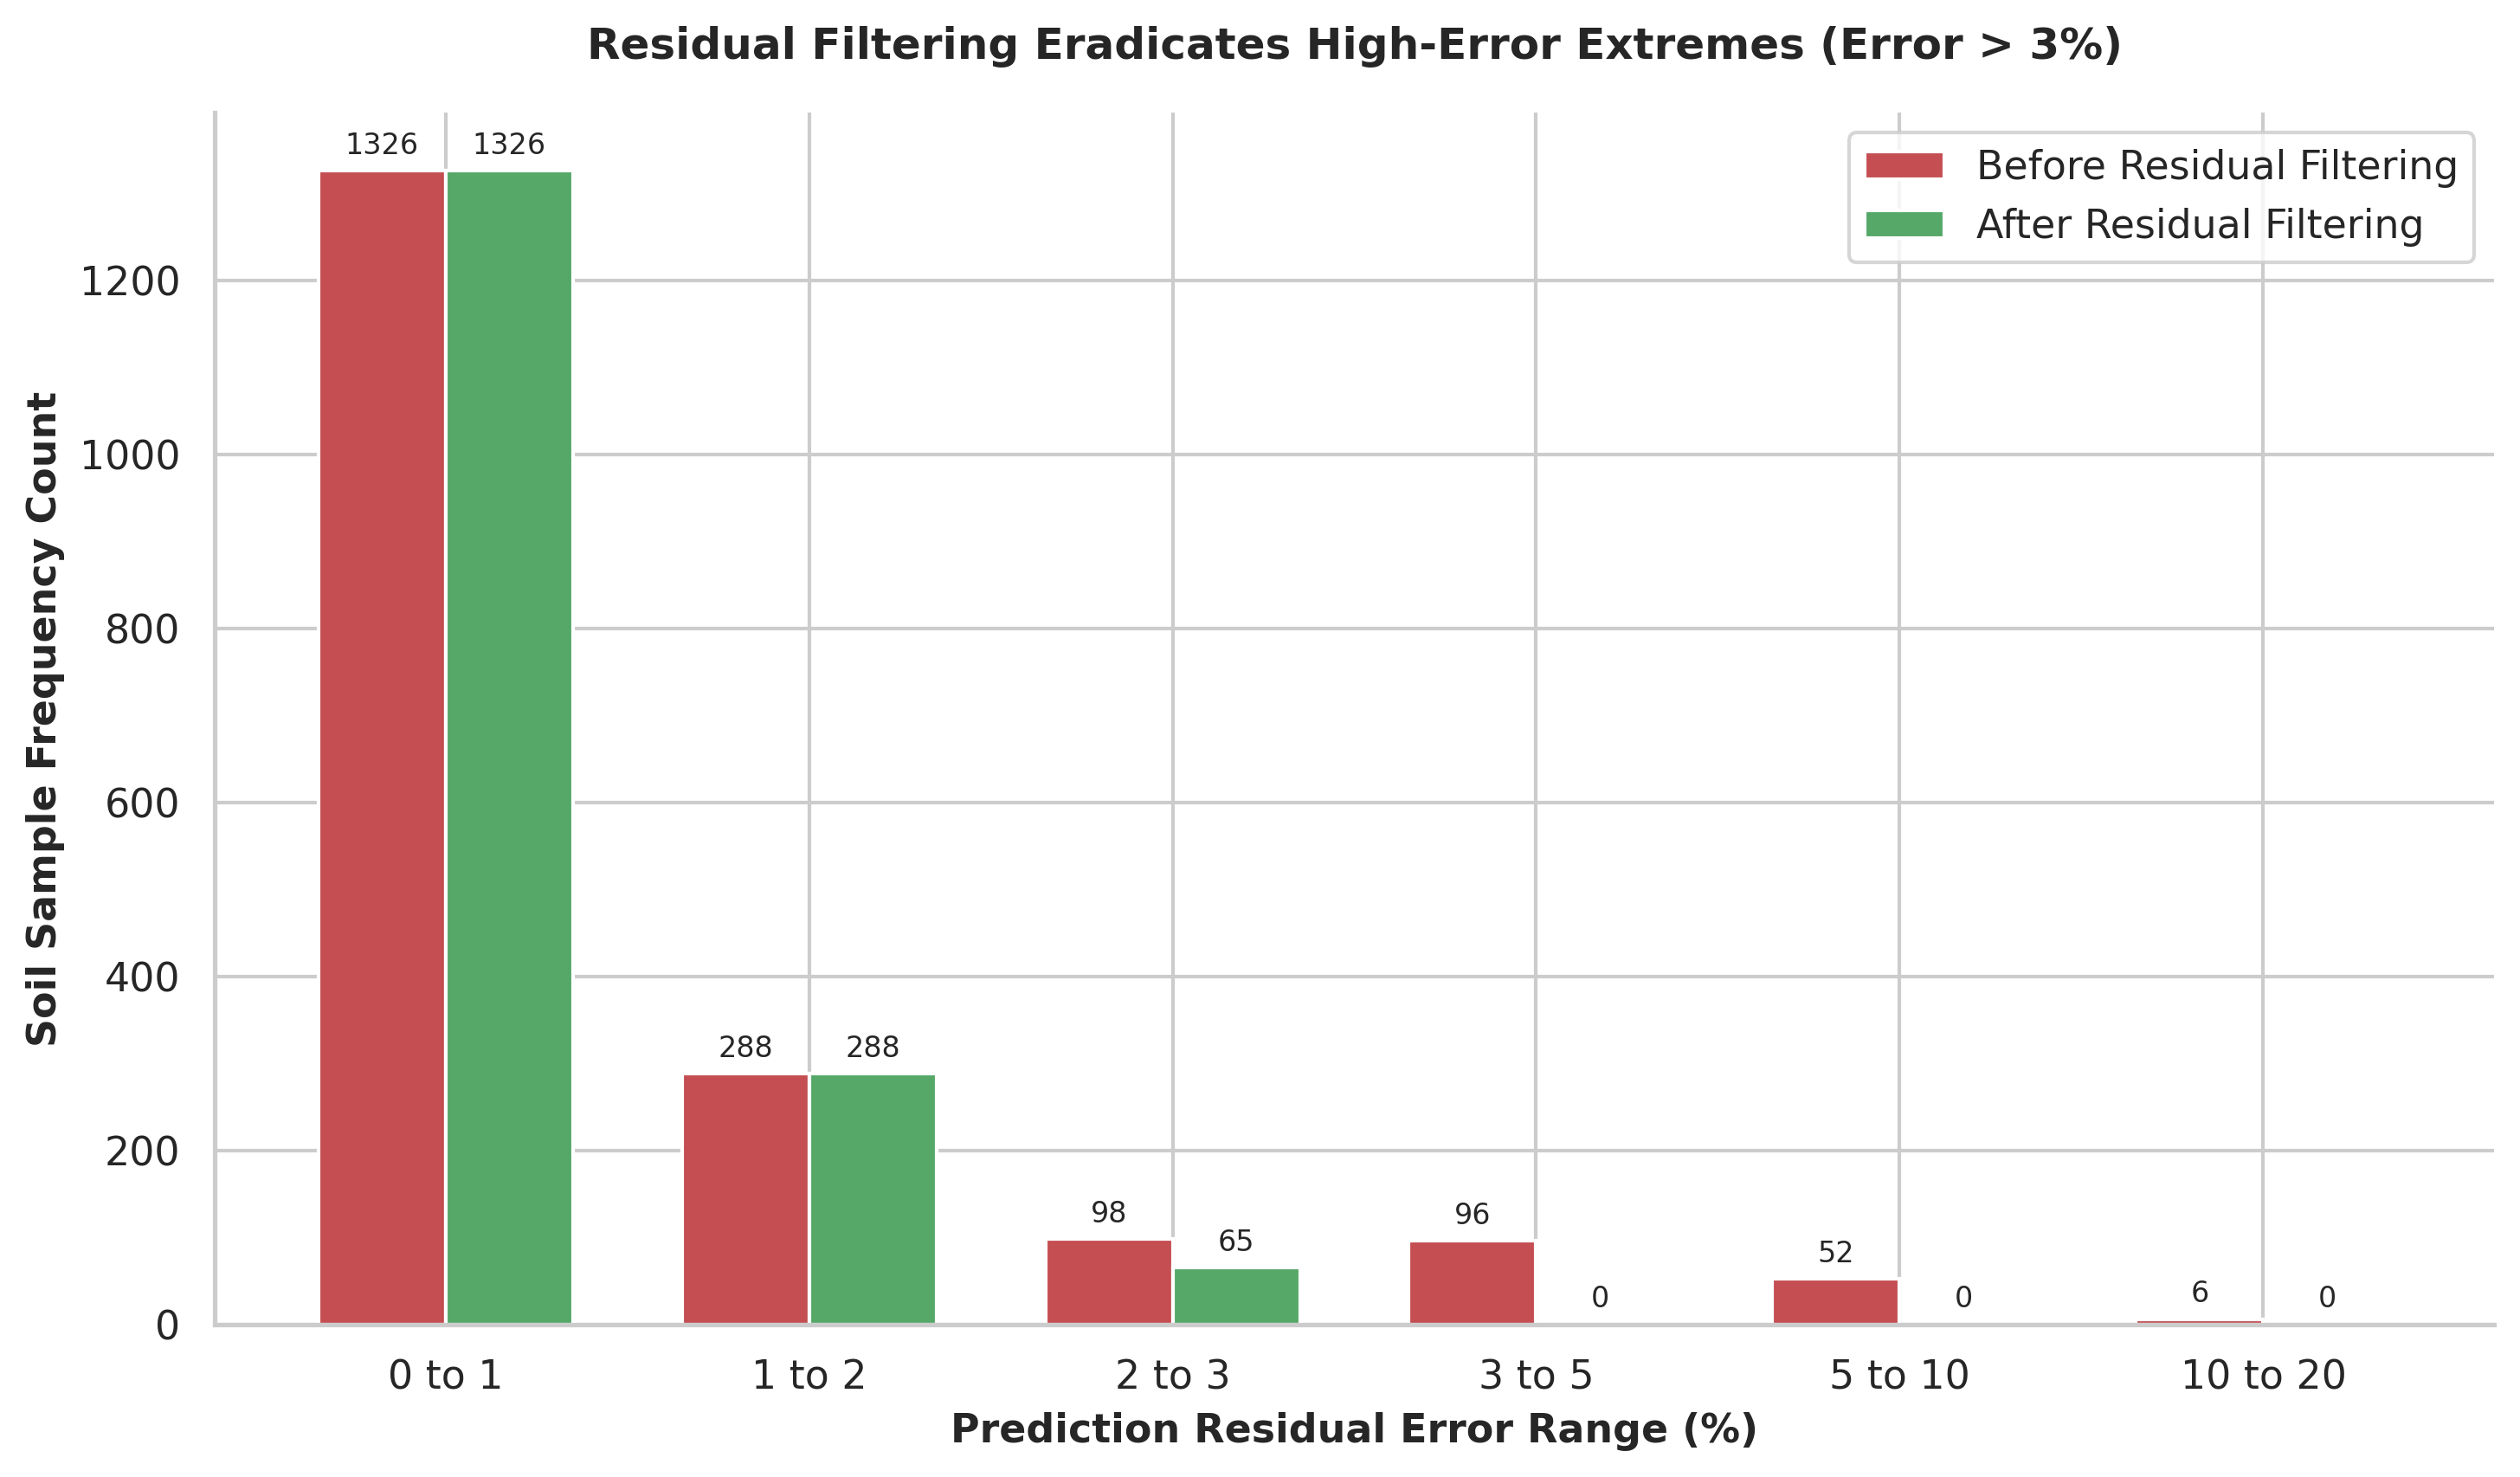 Residual Filtering Eradicates High-Error Extremes (Error > 3%)
Before Residual Filtering
After Residual Filtering
Soil Sample Frequency Count
1200
1000
800
600
400
200
0
1326 1326
288 288
98 65
96 0
52 0
6 0
0 to 1 1 to 2 2 to 3 3 to 5 5 to 10 10 to 20
Prediction Residual Error Range (%)